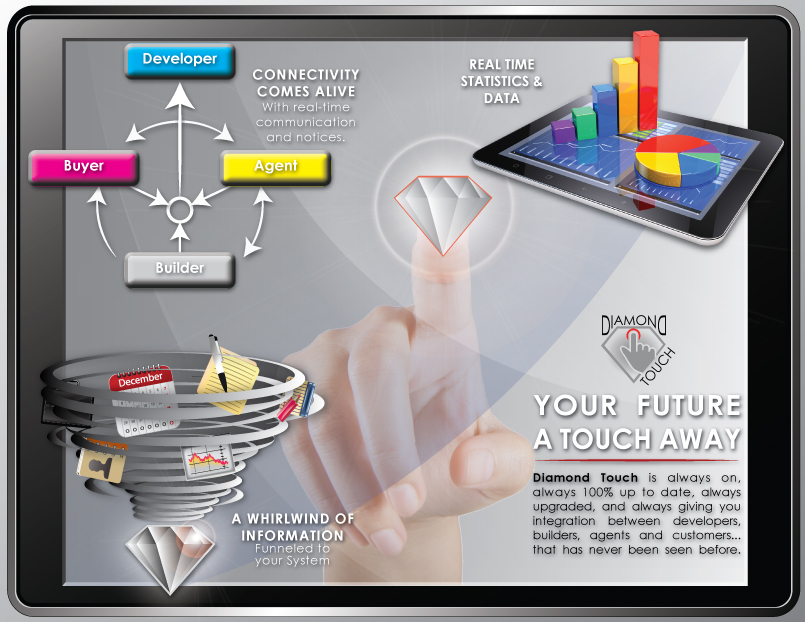 Developer
CONNECTIVITY
COMES ALIVE
With real-time
communication
and notices.
Buyer
Agent
Builder
REAL TIME
STATISTICS &
DATA
December
A WHIRLWIND OF
INFORMATION
Funneled to
your System
DIAMOND
TOUCH
YOUR FUTURE
A TOUCH AWAY
Diamond Touch is always on,
always 100% up to date, always
upgraded, and always giving you
integration between developers,
builders, agents and customers...
that has never been seen before.